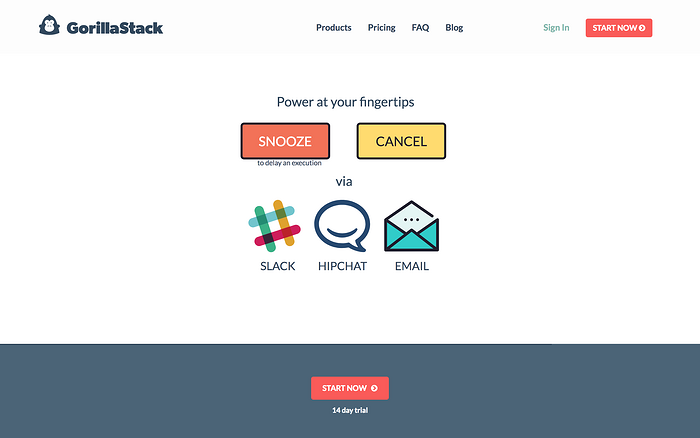 GorillaStack
Products Pricing FAQ Blog
Sign In START NOW
Power at your fingertips
SNOOZE CANCEL
to delay an execution
via
SLACK HIPCHAT EMAIL
START NOW
14 day trial